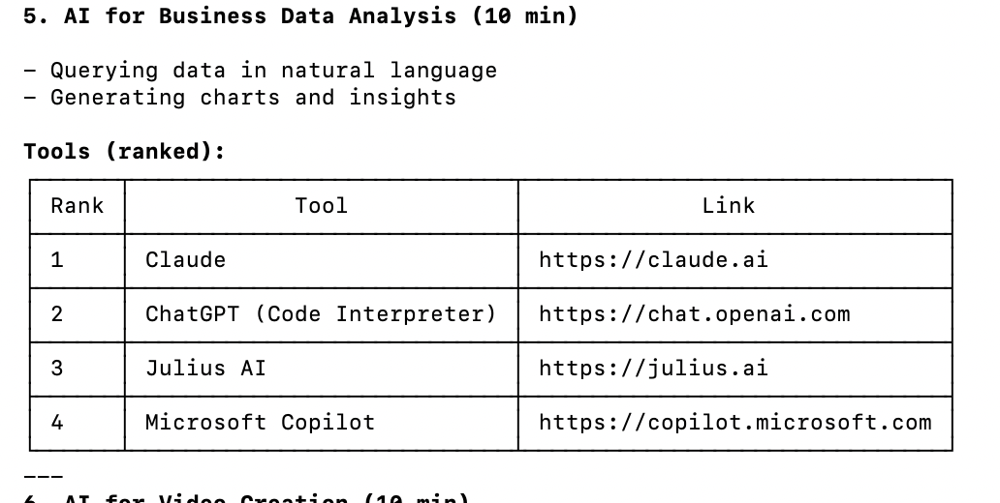 5. AI for Business Data Analysis (10 min)
– Querying data in natural language
– Generating charts and insights
Tools (ranked):
Rank Tool Link
1 Claude https://claude.ai
2 ChatGPT (Code Interpreter) https://chat.openai.com
3 Julius AI https://julius.ai
4 Microsoft Copilot https://copilot.microsoft.com
———
6. AI for Video Creation (10 min)